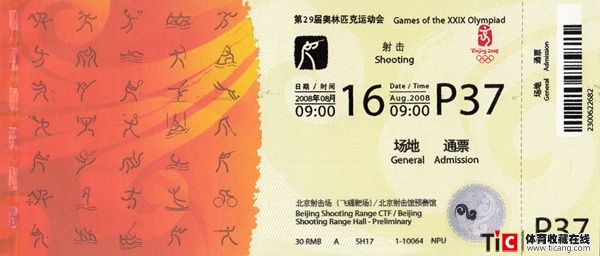 第29届奥林匹克运动会 Games of the XXIX Olympiad
射击
Shooting
Beijing 2008
日期 / 时间 Date / Time
2008年08月 16 Aug.2008 P37
09:00 09:00
场地 通票
General Admission
北京射击场（飞碟靶场）/北京射击馆预赛馆
Beijing Shooting Range CTF / Beijing
Shooting Range Hall - Preliminary
30 RMB A SH17 1-10064 NPU
场地 通票
General Admission
2300622682
P37
TiC 体育收藏在线
www.ticang.com